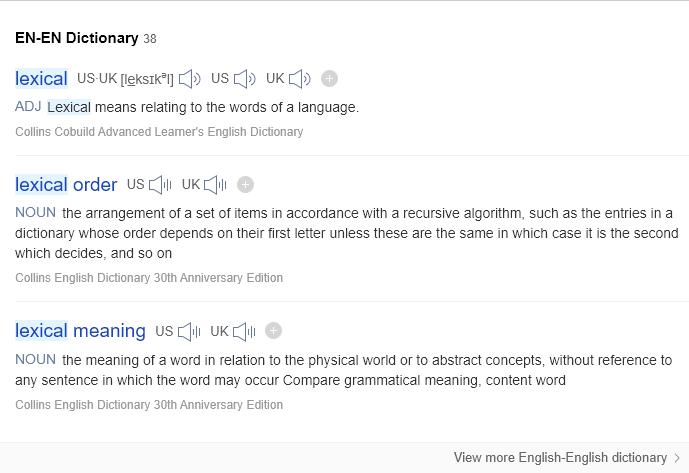 EN-EN Dictionary 38
lexical US·UK [leksɪkᵊl] US UK
ADJ Lexical means relating to the words of a language.
Collins Cobuild Advanced Learner's English Dictionary
lexical order US UK
NOUN the arrangement of a set of items in accordance with a recursive algorithm, such as the entries in a
dictionary whose order depends on their first letter unless these are the same in which case it is the second
which decides, and so on
Collins English Dictionary 30th Anniversary Edition
lexical meaning US UK
NOUN the meaning of a word in relation to the physical world or to abstract concepts, without reference to
any sentence in which the word may occur Compare grammatical meaning, content word
Collins English Dictionary 30th Anniversary Edition
View more English-English dictionary